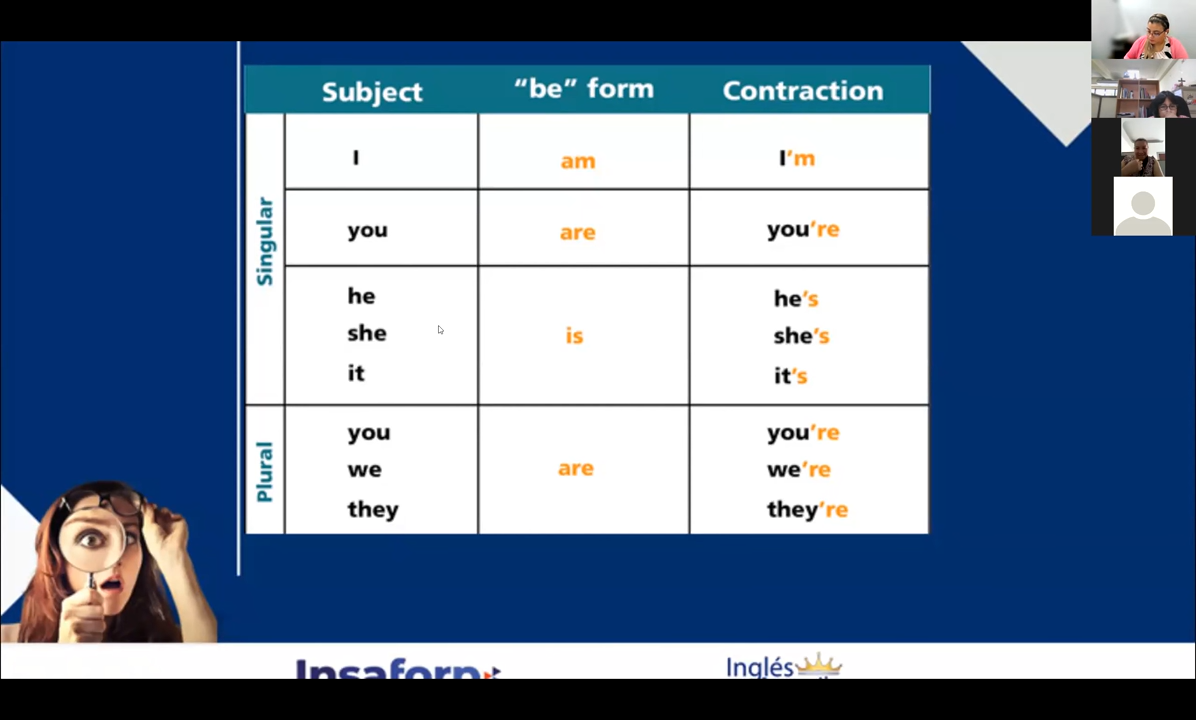 Subject "be" form Contraction
Singular
I am I'm
you are you're
he he's
she is she's
it it's
Plural
you you're
we are we're
they they're
Insaforp
Inglés